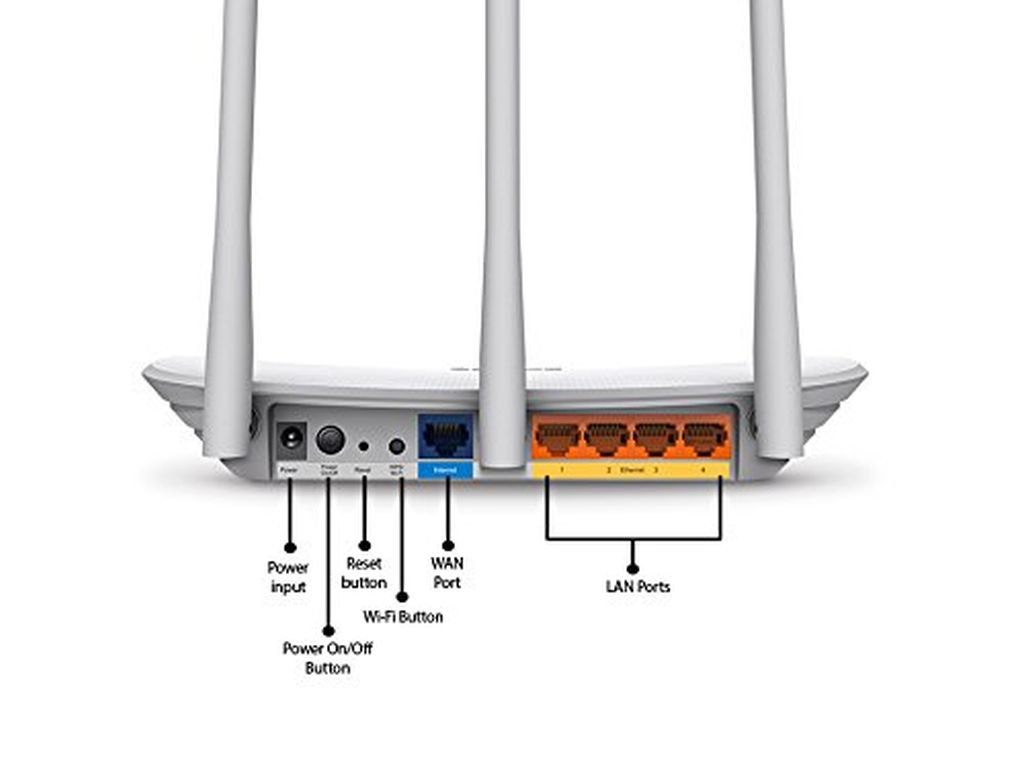 Power
Power On/Off
Reset
WPS/
Wi-Fi
Internet
1
2
Ethernet
3
4
Power
input
Reset
button
WAN
Port
LAN Ports
Wi-Fi Button
Power On/Off
Button